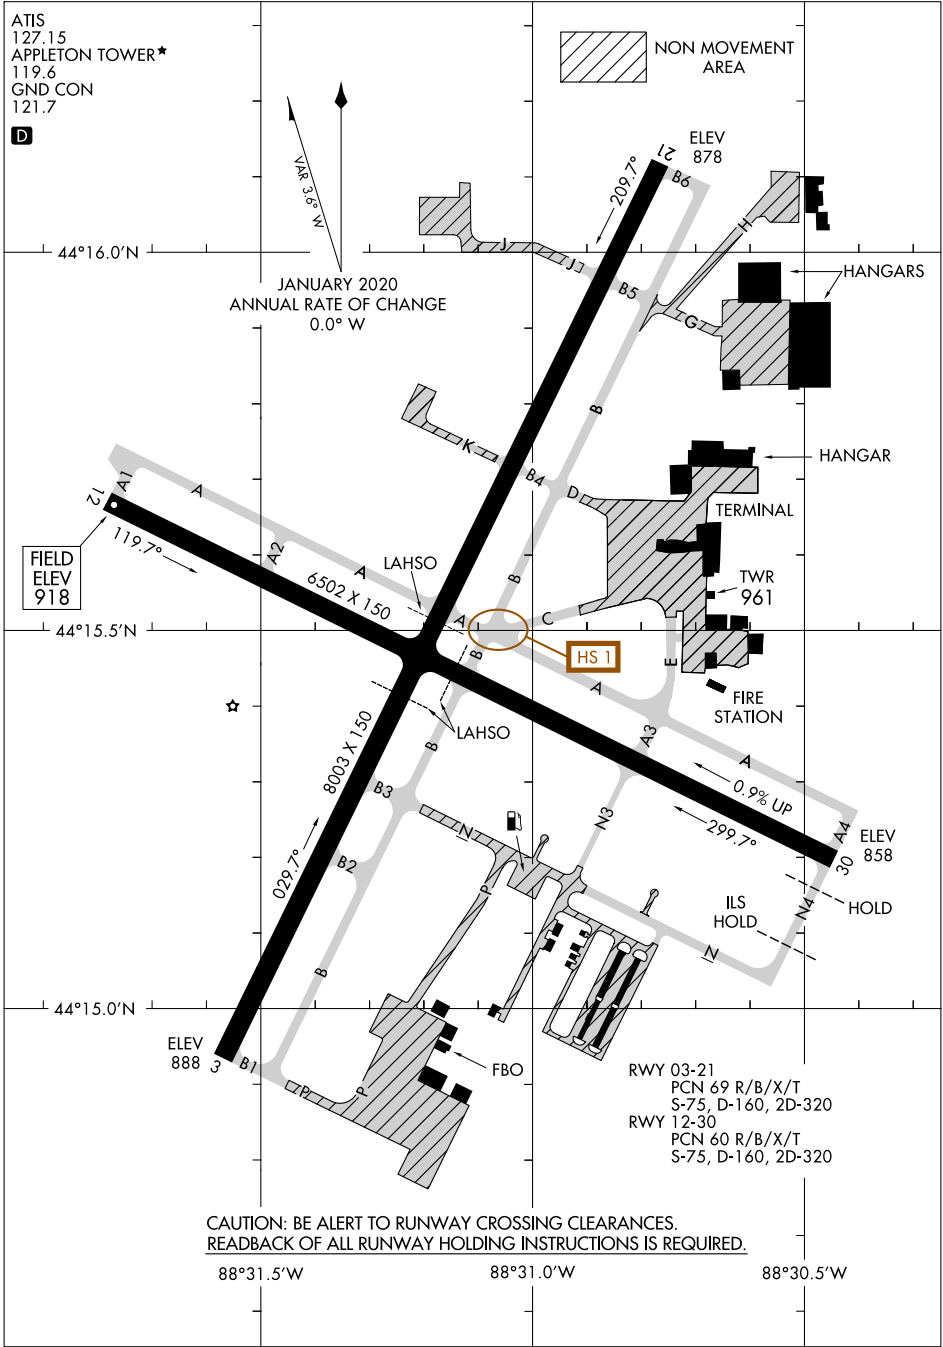 ATIS
127.15
APPLETON TOWER★
119.6
GND CON
121.7
D
NON MOVEMENT
AREA
VAR 3.6° W
JANUARY 2020
ANNUAL RATE OF CHANGE
0.0° W
21
ELEV
878
B6
209.7°
H
44°16.0'N
J
J
B5
G
HANGARS
B
K
B4
D
HANGAR
TERMINAL
A1
A
12
119.7°
FIELD
ELEV
918
A2
A
6502 X 150
LAHSO
B
TWR
961
44°15.5'N
A
C
HS 1
B
E
A
FIRE
STATION
LAHSO
B
A3
A
8003 X 150
0.9% UP
299.7°
B3
N
N3
A4
ELEV
858
30
029.7°
B2
P
ILS
HOLD
N4
HOLD
N
B
44°15.0'N
ELEV
888
3
B1
P
P
FBO
RWY 03-21
PCN 69 R/B/X/T
S-75, D-160, 2D-320
RWY 12-30
PCN 60 R/B/X/T
S-75, D-160, 2D-320
CAUTION: BE ALERT TO RUNWAY CROSSING CLEARANCES.
READBACK OF ALL RUNWAY HOLDING INSTRUCTIONS IS REQUIRED.
88°31.5'W
88°31.0'W
88°30.5'W